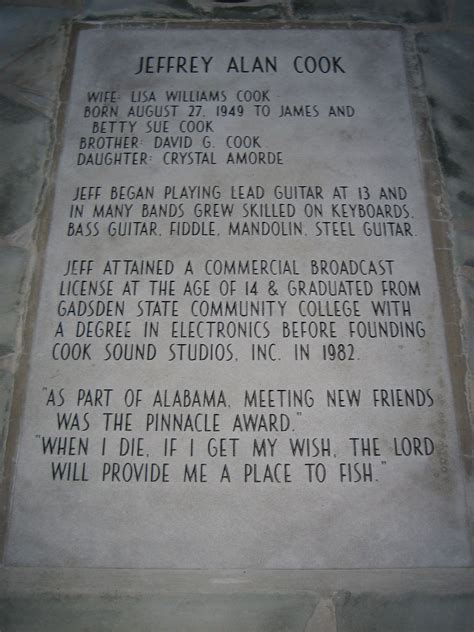 JEFFREY ALAN COOK
WIFE: LISA WILLIAMS COOK
BORN AUGUST 27, 1949 TO JAMES AND
BETTY SUE COOK
BROTHER: DAVID G. COOK
DAUGHTER: CRYSTAL AMORDE
JEFF BEGAN PLAYING LEAD GUITAR AT 13 AND
IN MANY BANDS GREW SKILLED ON KEYBOARDS,
BASS GUITAR, FIDDLE, MANDOLIN, STEEL GUITAR.
JEFF ATTAINED A COMMERCIAL BROADCAST
LICENSE AT THE AGE OF 14 & GRADUATED FROM
GADSDEN STATE COMMUNITY COLLEGE WITH
A DEGREE IN ELECTRONICS BEFORE FOUNDING
COOK SOUND STUDIOS, INC. IN 1982.
"AS PART OF ALABAMA, MEETING NEW FRIENDS
WAS THE PINNACLE AWARD."
"WHEN I DIE, IF I GET MY WISH, THE LORD
WILL PROVIDE ME A PLACE TO FISH."